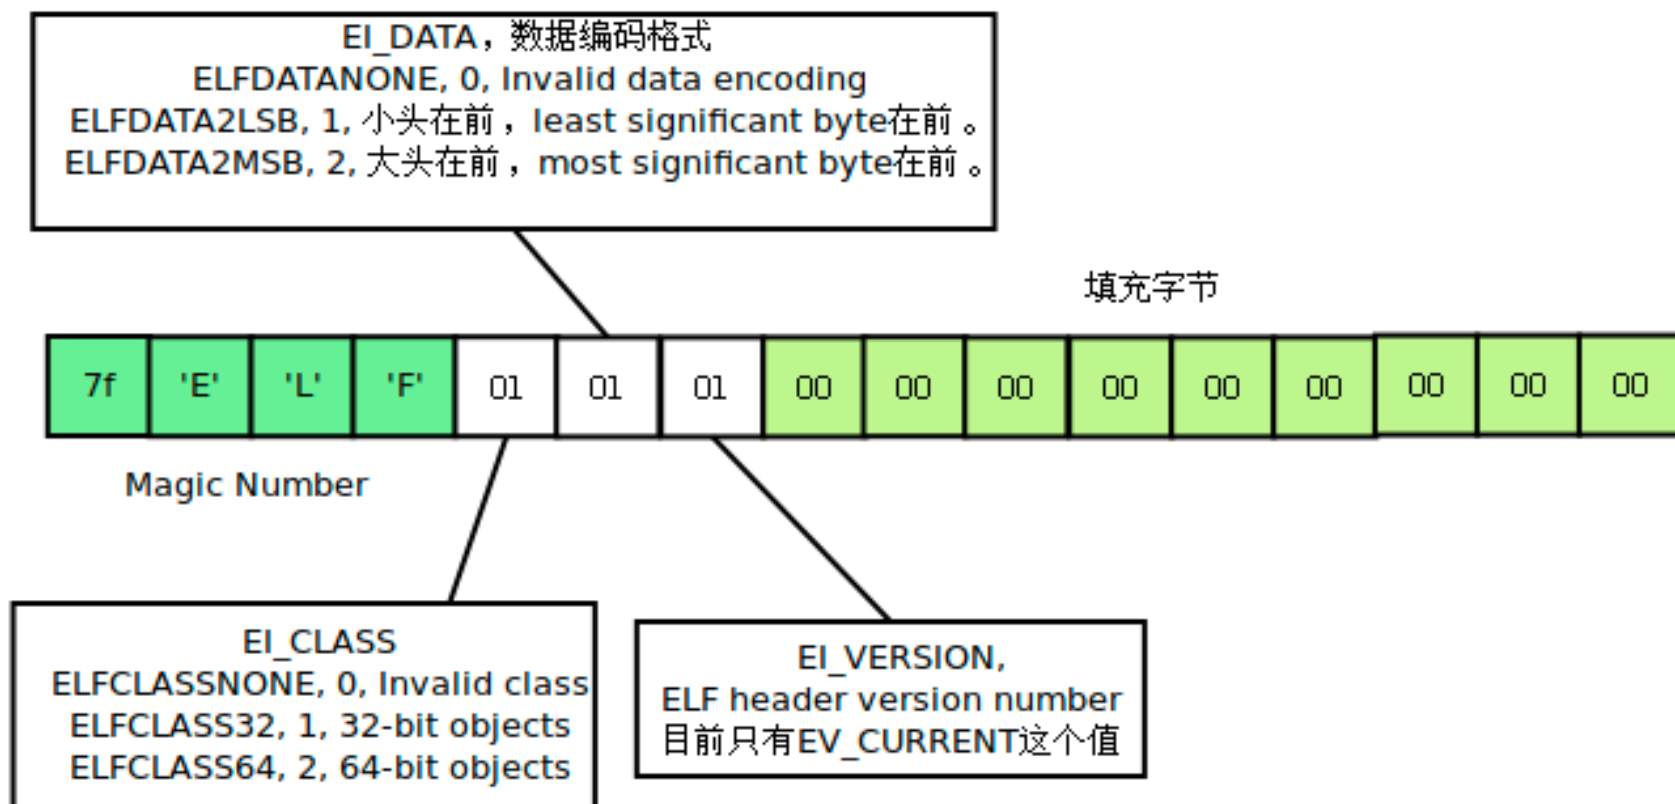 EI_DATA，数据编码格式
ELFDATANONE, 0, Invalid data encoding
ELFDATA2LSB, 1, 小头在前，least significant byte在前。
ELFDATA2MSB, 2, 大头在前，most significant byte在前。
填充字节
7f 'E' 'L' 'F' 01 01 01 00 00 00 00 00 00 00 00 00
Magic Number
EI_CLASS
ELFCLASSNONE, 0, Invalid class
ELFCLASS32, 1, 32-bit objects
ELFCLASS64, 2, 64-bit objects
EI_VERSION,
ELF header version number
目前只有EV_CURRENT这个值